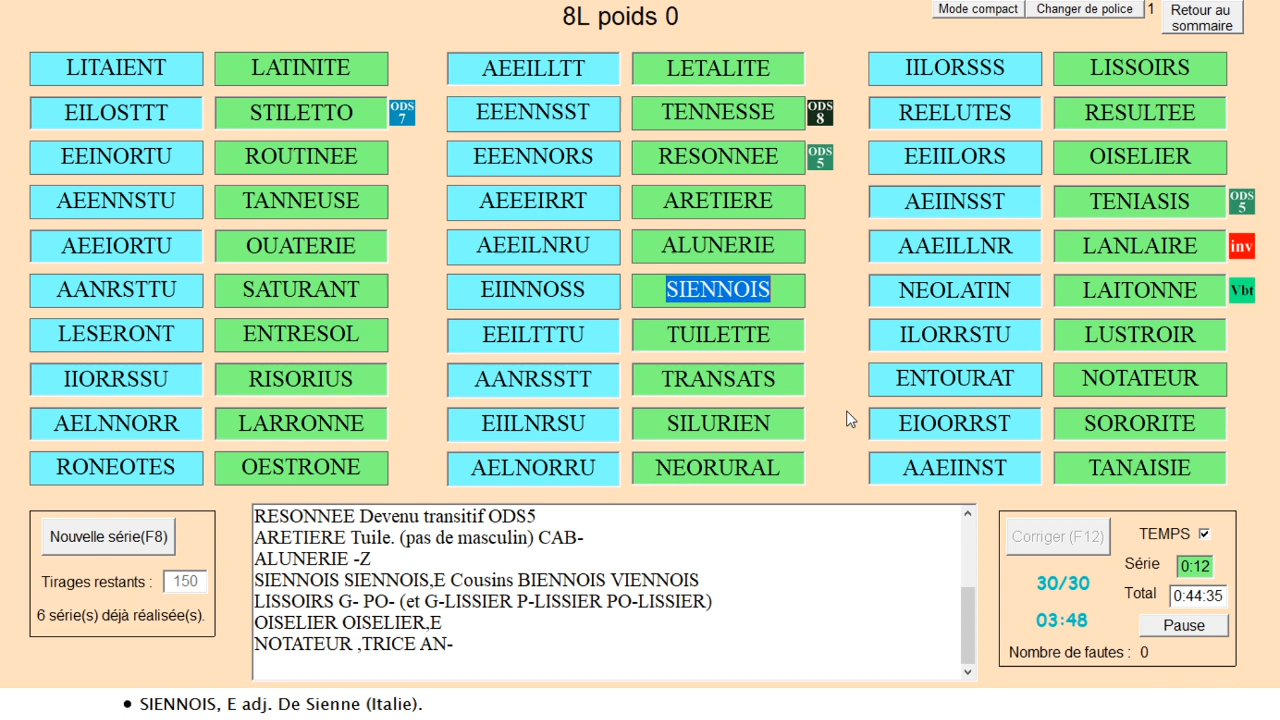 8L poids 0
Mode compact
Changer de police
1
Retour au
sommaire
LITAIENT LATINITE
EILOSTTT STILETTO ODS 7
EEINORTU ROUTINEE
AEENNSTU TANNEUSE
AEEIORTU OUATERIE
AANRSTTU SATURANT
LESERONT ENTRESOL
IIORRSSU RISORIUS
AELNNORR LARRONNE
RONEOTES OESTRONE
AEEILLTT LETALITE
EEENNSST TENNESSE ODS 8
EEENNORS RESONNEE ODS 5
AEEEIRRT ARETIERE
AEEILNRU ALUNERIE
EIINNOSS SIENNOIS
EEILTTTU TUILETTE
AANRSSTT TRANSATS
EIILNRSU SILURIEN
AELNORRU NEORURAL
IILORSSS LISSOIRS
REELUTES RESULTEE
EEIILORS OISELIER
AEIINSST TENIASIS ODS 5
AAEILLNR LANLAIRE inv
NEOLATIN LAITONNE Vbt
ILORRSTU LUSTROIR
ENTOURAT NOTATEUR
EIOORRST SORORITE
AAEIINST TANAISIE
Nouvelle série(F8)
Tirages restants : 150
6 série(s) déjà réalisée(s).
RESONNEE Devenu transitif ODS5
ARETIERE Tuile. (pas de masculin) CAB-
ALUNERIE -Z
SIENNOIS SIENNOIS,E Cousins BIENNOIS VIENNOIS
LISSOIRS G- PO- (et G-LISSIER P-LISSIER PO-LISSIER)
OISELIER OISELIER,E
NOTATEUR ,TRICE AN-
Corriger (F12)
TEMPS
Série 0:12
30/30
Total 0:44:35
03:48
Pause
Nombre de fautes : 0
• SIENNOIS, E adj. De Sienne (Italie).